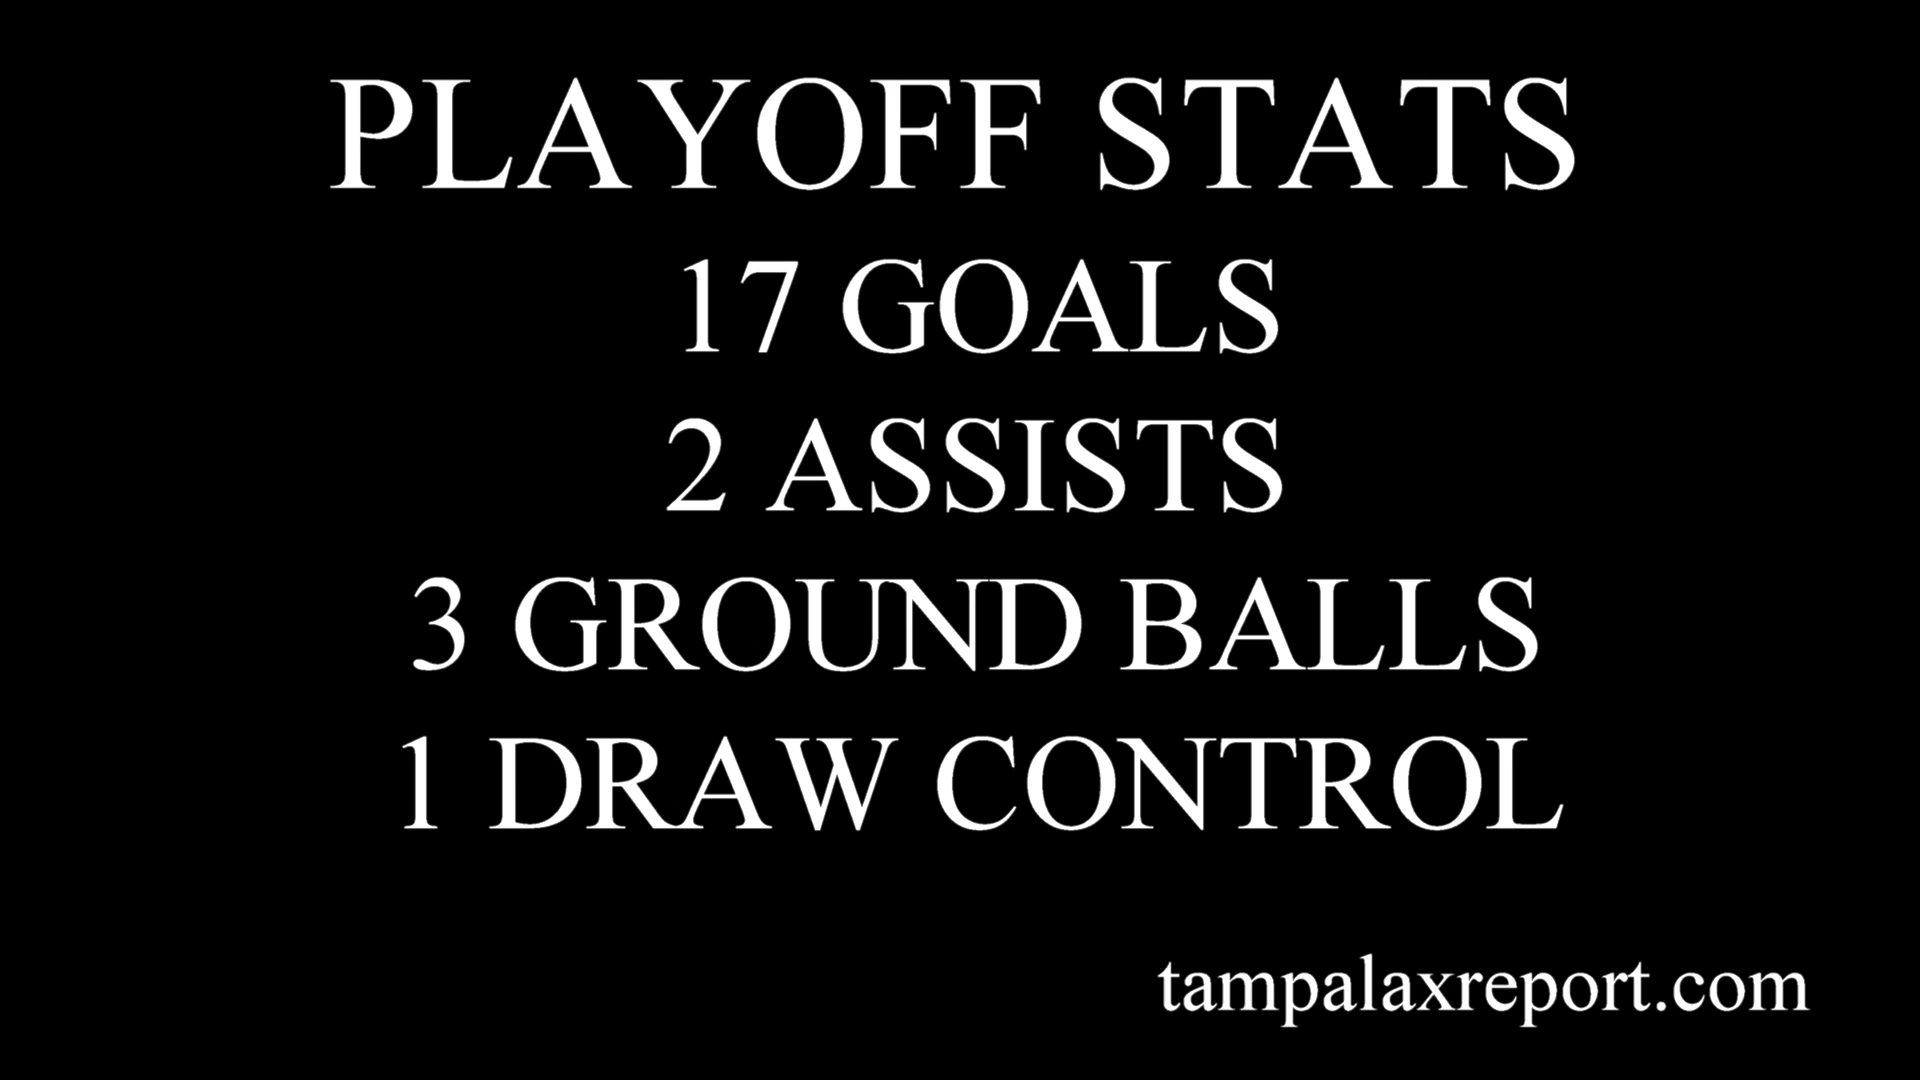 PLAYOFF STATS
17 GOALS
2 ASSISTS
3 GROUND BALLS
1 DRAW CONTROL
tampalaxreport.com